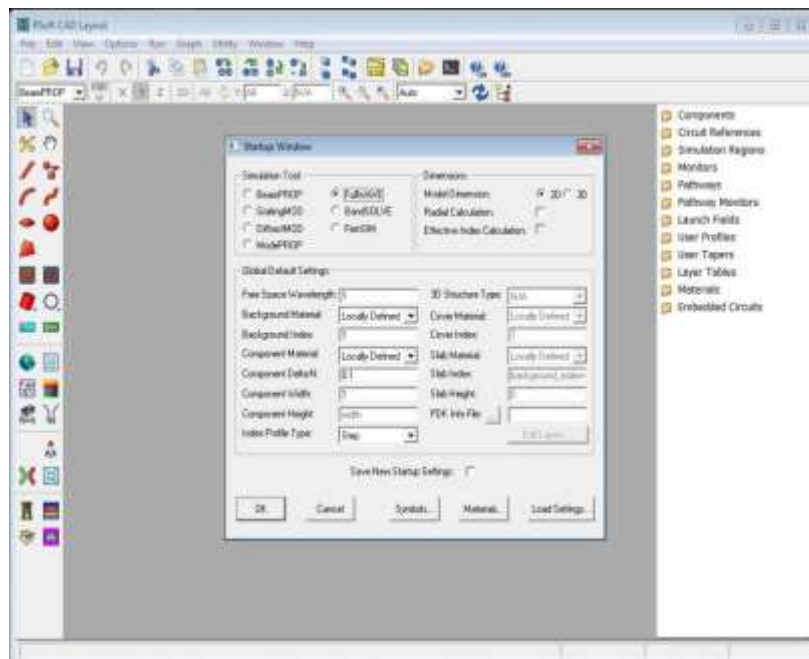 RSoft CAD Layout
File Edit View Options Run Graph Utility Window Help
BeamPROP
Auto
Components
Circuit References
Simulation Regions
Monitors
Pathways
Pathway Monitors
Launch Fields
User Profiles
User Tapers
Layer Tables
Materials
Embedded Circuits
Startup Window
Simulation Tool
BeamPROP FullWAVE
GratingMOD BandSOLVE
DiffractMOD FemSIM
ModePROP
Dimensions
Model Dimension: 2D 3D
Radial Calculation:
Effective Index Calculation:
Global Default Settings
Free Space Wavelength: 1 3D Structure Type: N/A
Background Material: Locally Defined Cover Material: Locally Defined
Background Index: 1 Cover Index: 1
Component Material: Locally Defined Slab Material: Locally Defined
Component Delta N: 0.1 Slab Index: background_index
Component Width: 1 Slab Height: 0
Component Height: width PDK Info File: ...
Index Profile Type: Step Edit Layers...
Save New Startup Settings:
OK Cancel Symbols... Materials... Load Settings...